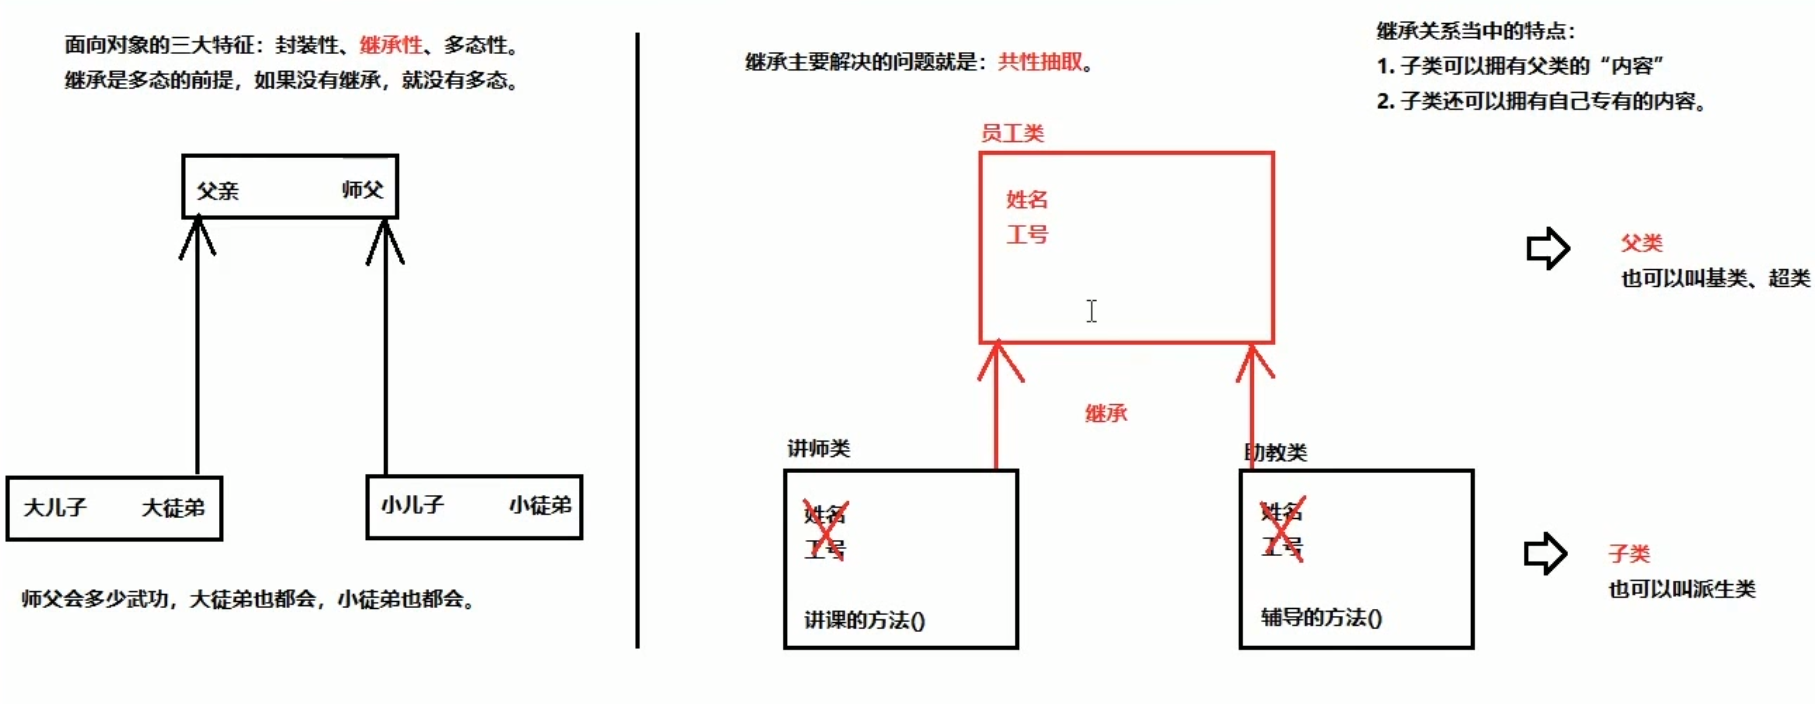 面向对象的三大特征：封装性、继承性、多态性。
继承是多态的前提，如果没有继承，就没有多态。
父亲 师父
大儿子 大徒弟
小儿子 小徒弟
师父会多少武功，大徒弟也都会，小徒弟也都会。
继承主要解决的问题就是：共性抽取。
员工类
姓名
工号
继承
讲师类
姓名
工号
讲课的方法()
助教类
姓名
工号
辅导的方法()
继承关系当中的特点：
1. 子类可以拥有父类的“内容”
2. 子类还可以拥有自己专有的内容。
父类
也可以叫基类、超类
子类
也可以叫派生类